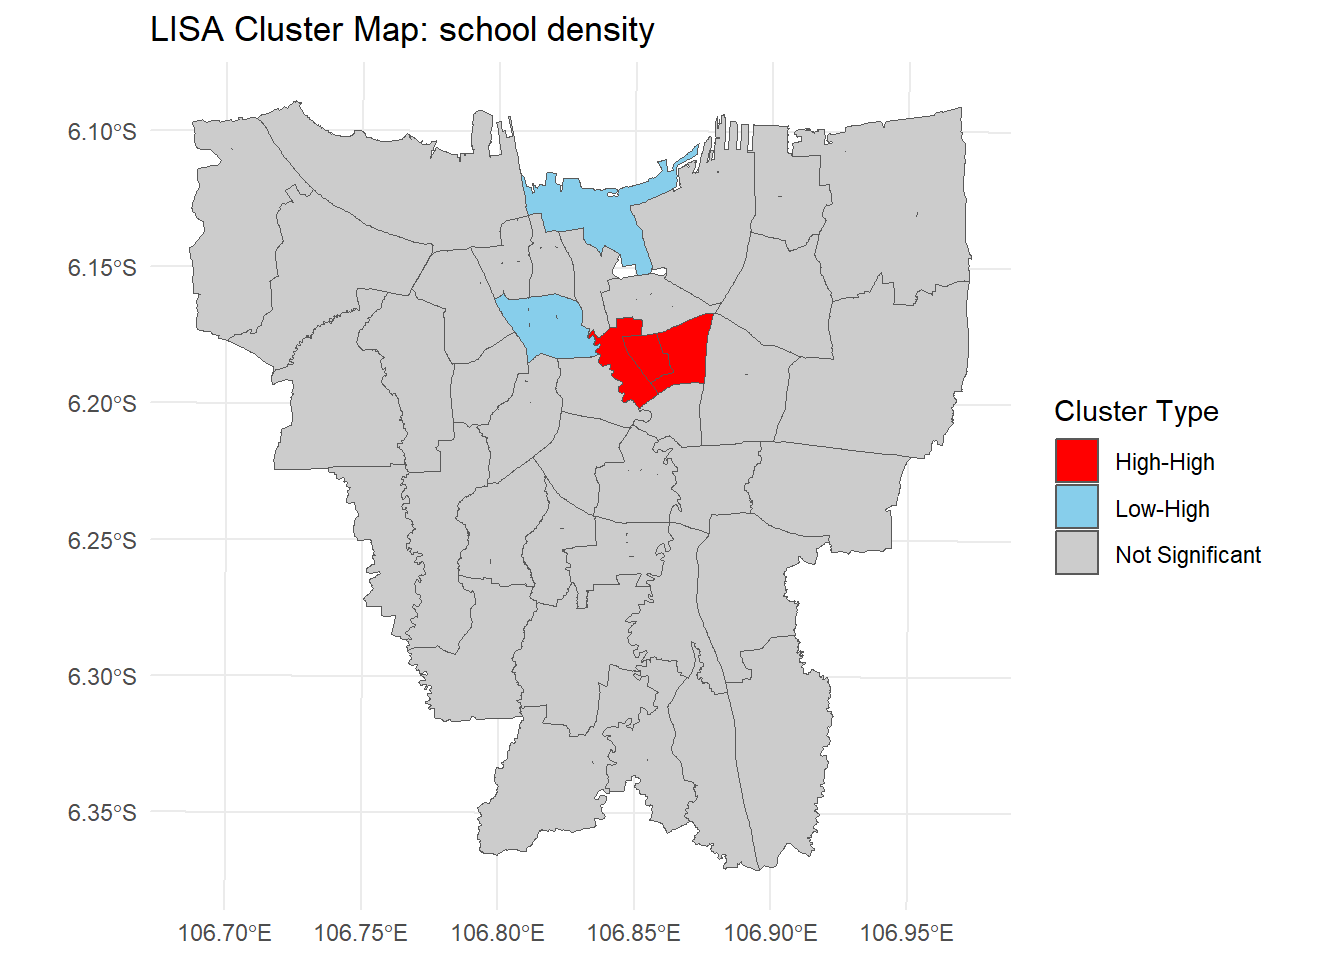 LISA Cluster Map: school density
6.10°S
6.15°S
6.20°S
6.25°S
6.30°S
6.35°S
106.70°E
106.75°E
106.80°E
106.85°E
106.90°E
106.95°E
Cluster Type
High-High
Low-High
Not Significant